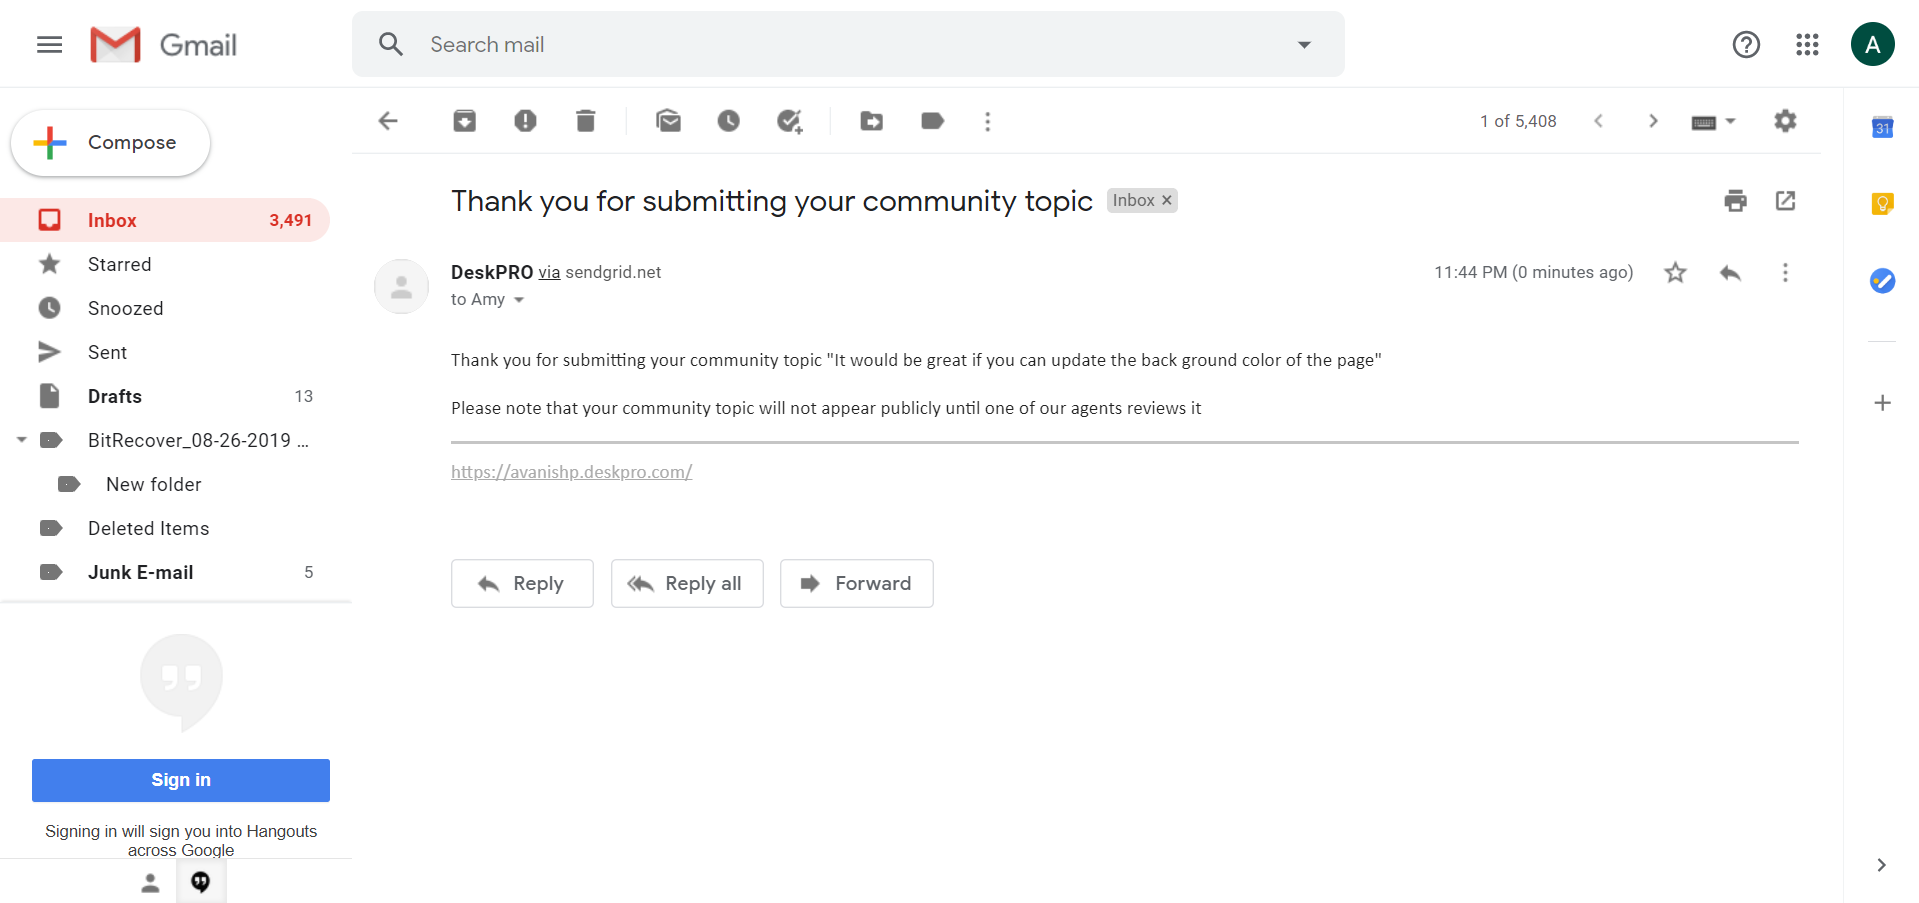 Gmail
Search mail
A
Compose
1 of 5,408
31
Inbox 3,491
Starred
Snoozed
Sent
Drafts 13
BitRecover_08-26-2019 ...
New folder
Deleted Items
Junk E-mail 5
Thank you for submitting your community topic Inbox ×
DeskPRO via sendgrid.net 11:44 PM (0 minutes ago)
to Amy
Thank you for submitting your community topic "It would be great if you can update the back ground color of the page"
Please note that your community topic will not appear publicly until one of our agents reviews it
https://avanishp.deskpro.com/
Reply Reply all Forward
Sign in
Signing in will sign you into Hangouts
across Google